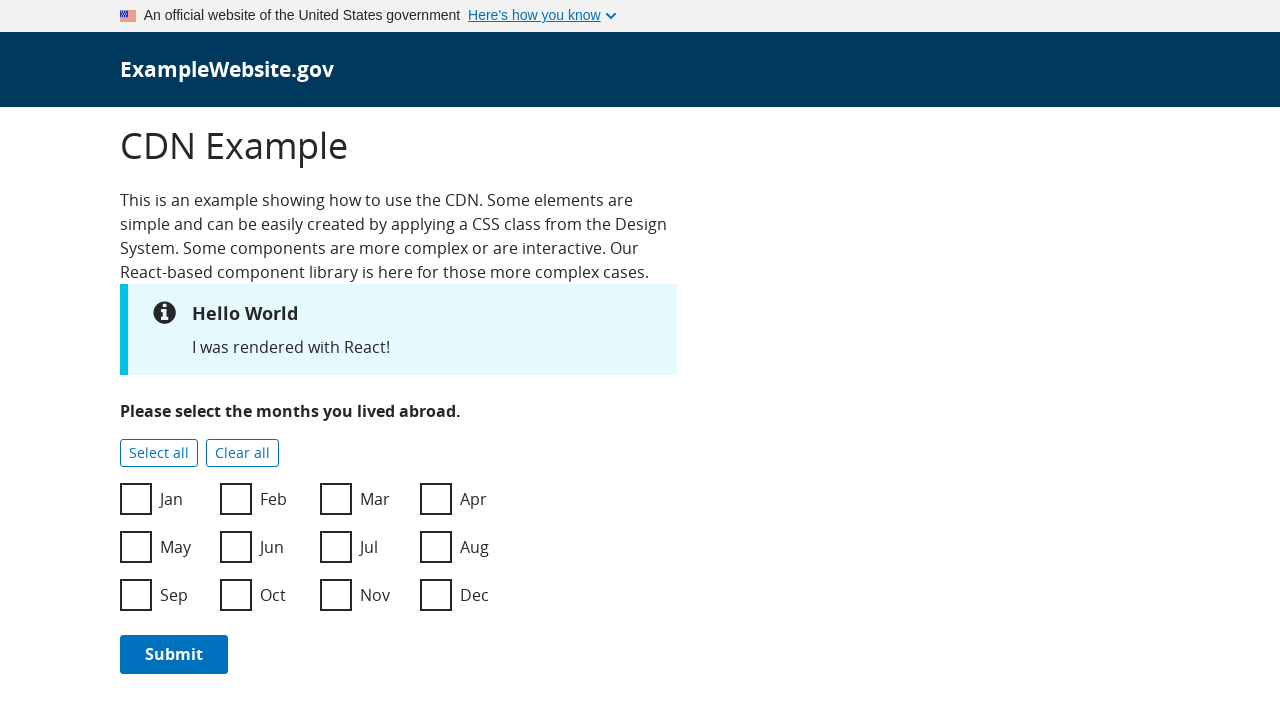 An official website of the United States government Here's how you know
ExampleWebsite.gov
CDN Example
This is an example showing how to use the CDN. Some elements are
simple and can be easily created by applying a CSS class from the Design
System. Some components are more complex or are interactive. Our
React-based component library is here for those more complex cases.
Hello World
I was rendered with React!
Please select the months you lived abroad.
Select all Clear all
Jan Feb Mar Apr
May Jun Jul Aug
Sep Oct Nov Dec
Submit